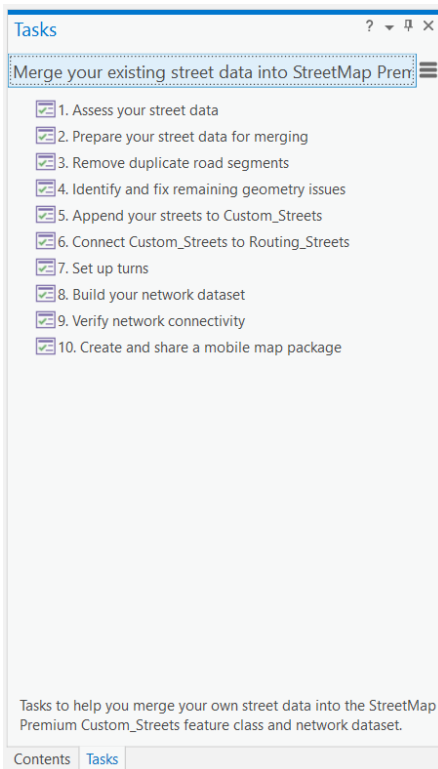 Tasks
Merge your existing street data into StreetMap Prem
1. Assess your street data
2. Prepare your street data for merging
3. Remove duplicate road segments
4. Identify and fix remaining geometry issues
5. Append your streets to Custom_Streets
6. Connect Custom_Streets to Routing_Streets
7. Set up turns
8. Build your network dataset
9. Verify network connectivity
10. Create and share a mobile map package
Tasks to help you merge your own street data into the StreetMap
Premium Custom_Streets feature class and network dataset.
Contents Tasks